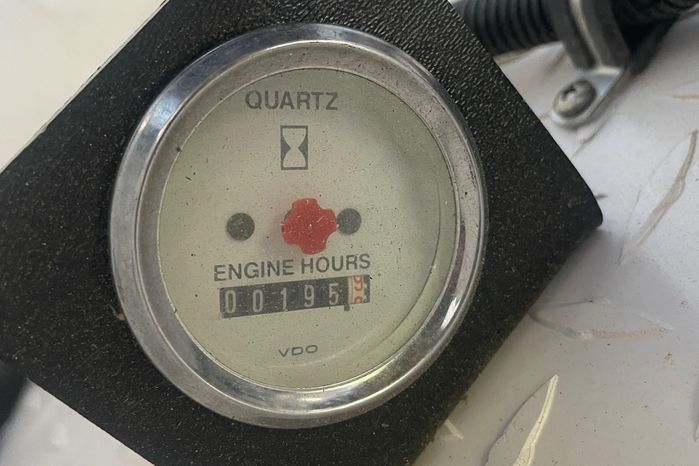 QUARTZ
ENGINE HOURS
00195
VDO